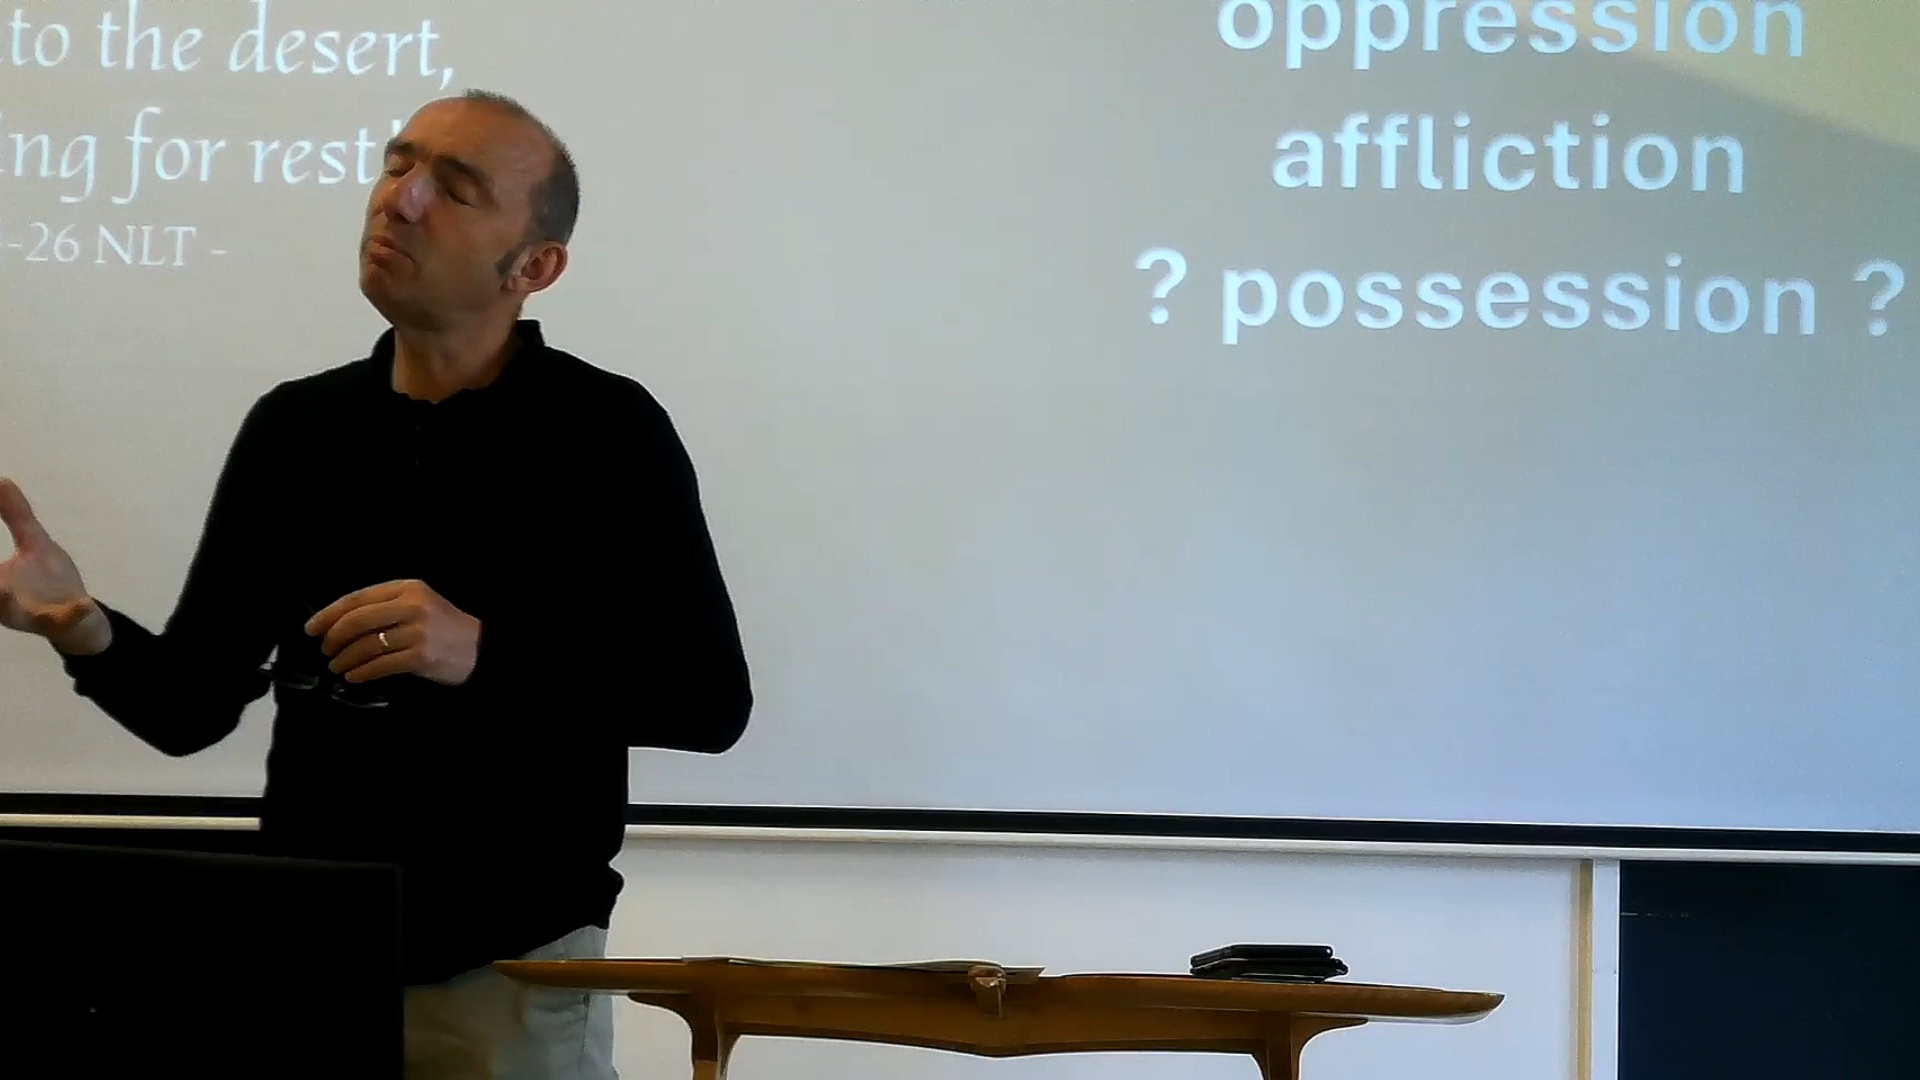 to the desert,
ing for rest
-26 NLT -
oppression
affliction
? possession ?